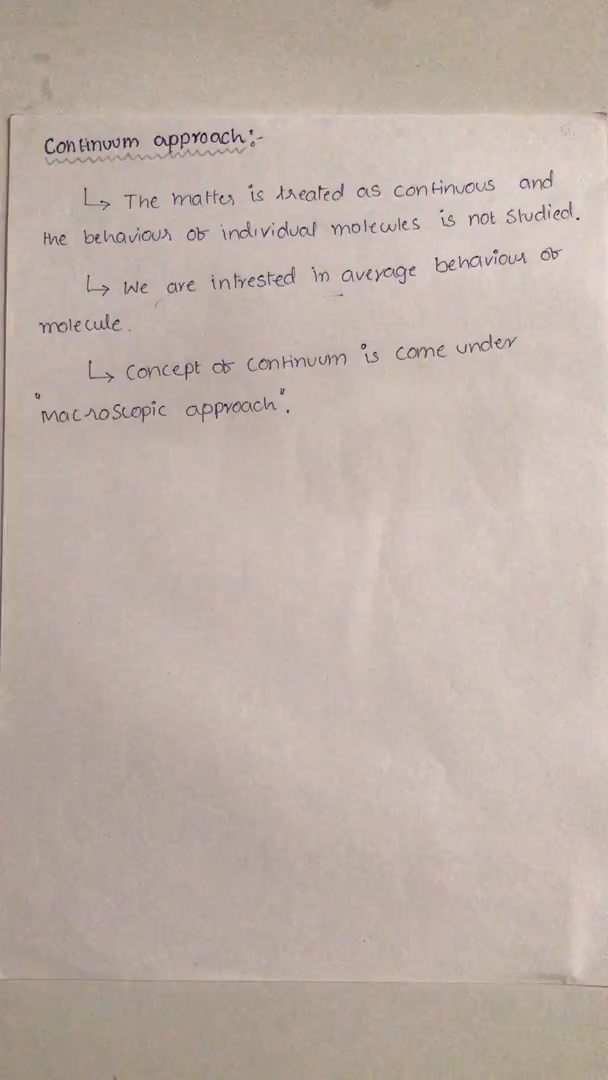 Continuum approach:-
↳ The matter is treated as continuous and
the behaviour of individual molecules is not studied.
↳ We are intrested in average behaviour of
molecule.
↳ Concept of continuum is come under
"macroscopic approach".